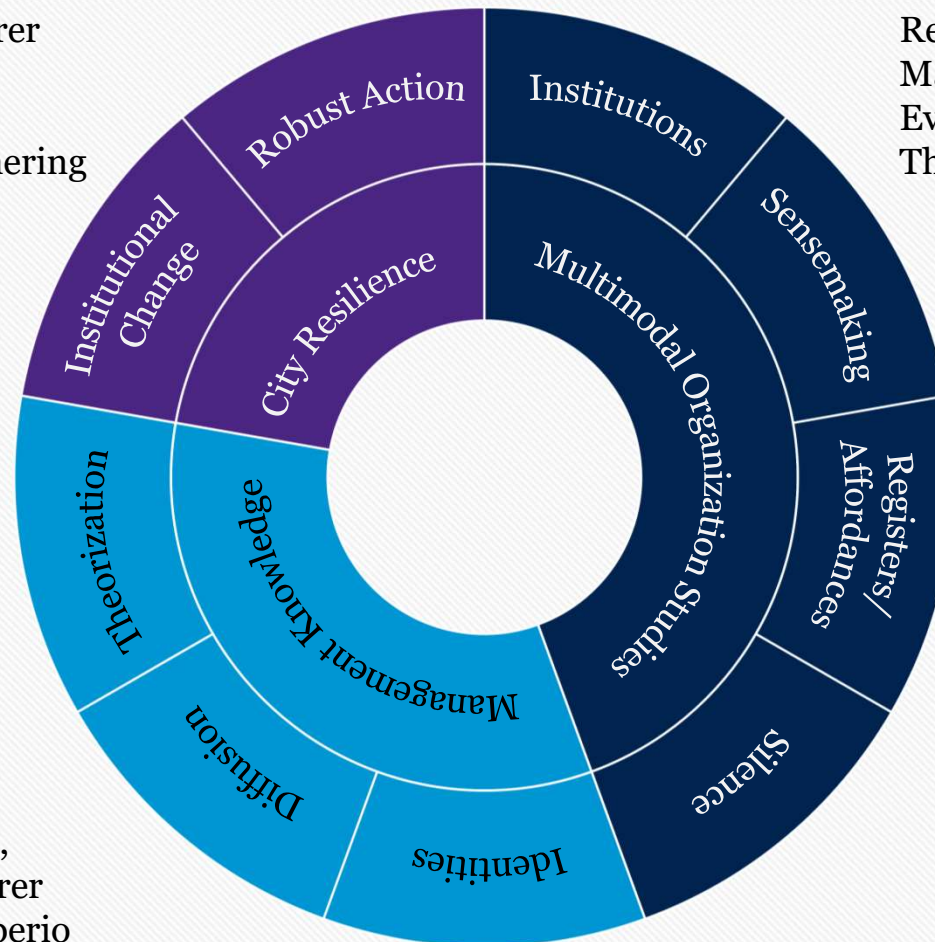 Robust Action
Institutional
Change
City Resilience
Institutions
Sensemaking
Registers/
Affordances
Silence
Multimodal Organization Studies
Management Knowledge
Theorization
Diffusion
Identities